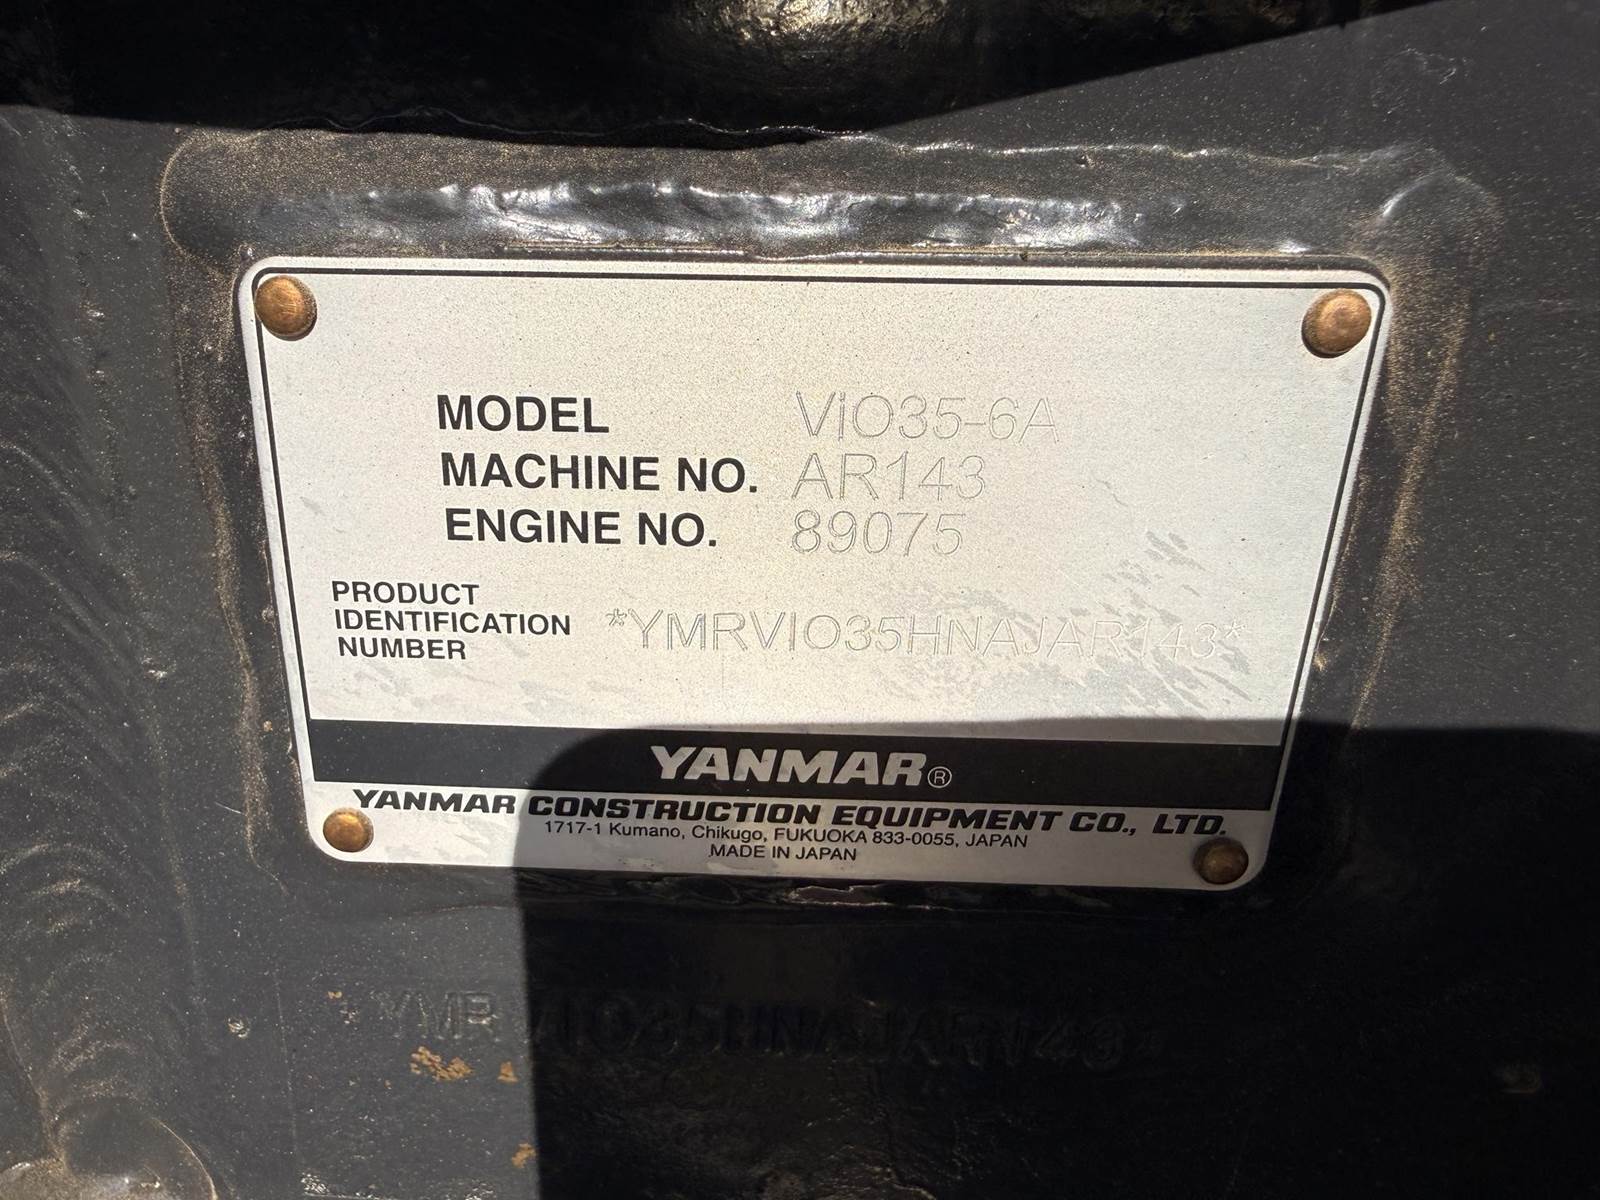 MODEL ViO35-6A
MACHINE NO. AR143
ENGINE NO. 89075
PRODUCT
IDENTIFICATION
NUMBER
*YMRVIO35HNAJAR143*
YANMAR®
YANMAR CONSTRUCTION EQUIPMENT CO., LTD.
1717-1 Kumano, Chikugo, FUKUOKA 833-0055, JAPAN
MADE IN JAPAN
*YMRVIO35HNAJAR143*